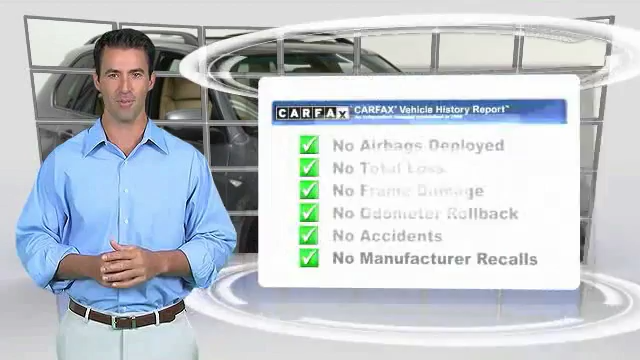 CARFAX CARFAX® Vehicle History Report™
No Airbags Deployed
No Total Loss
No Frame Damage
No Odometer Rollback
No Accidents
No Manufacturer Recalls